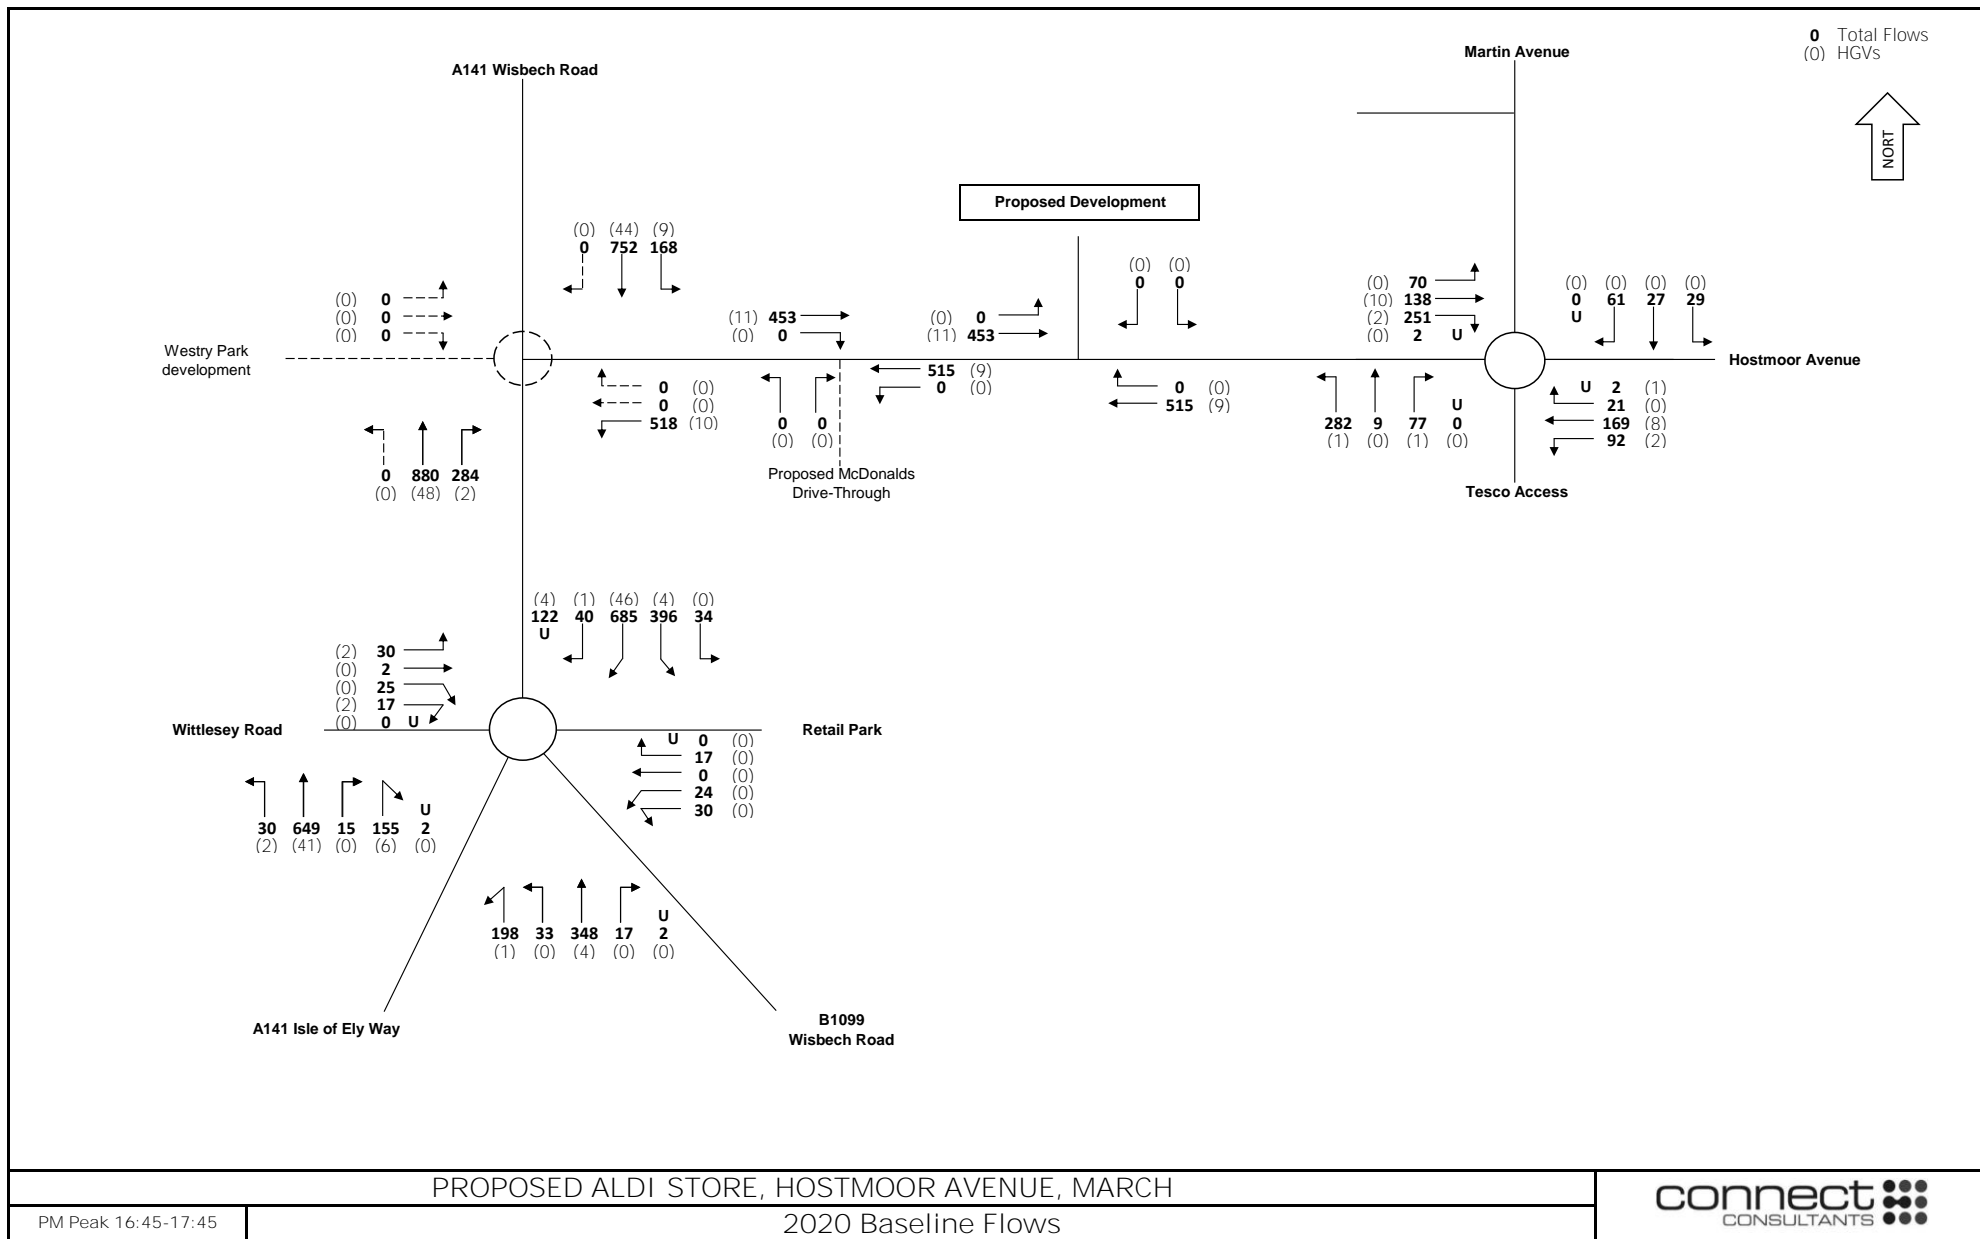 0 Total Flows
(0) HGVs
NORT
A141 Wisbech Road
Martin Avenue
Proposed Development
(0) (44) (9)
0 752 168
(0) 0
(0) 0
(0) 0
Westry Park
development
(11) 453
(0) 0
(0) 0
(11) 453
(0) (0)
0 0
(0) 70
(10) 138
(2) 251
(0) 2 U
(0) (0) (0) (0)
0 61 27 29
U
Hostmoor Avenue
0 (0)
0 (0)
518 (10)
0 0
(0) (0)
515 (9)
0 (0)
0 (0)
515 (9)
U
282 9 77 0
(1) (0) (1) (0)
U 2 (1)
21 (0)
169 (8)
92 (2)
0 880 284
(0) (48) (2)
Proposed McDonalds
Drive-Through
Tesco Access
(4) (1) (46) (4) (0)
122 40 685 396 34
U
(2) 30
(0) 2
(0) 25
(2) 17
(0) 0 U
Wittlesey Road
Retail Park
U 0 (0)
17 (0)
0 (0)
24 (0)
30 (0)
U
30 649 15 155 2
(2) (41) (0) (6) (0)
U
198 33 348 17 2
(1) (0) (4) (0) (0)
A141 Isle of Ely Way
B1099
Wisbech Road
PROPOSED ALDI STORE, HOSTMOOR AVENUE, MARCH
PM Peak 16:45-17:45
2020 Baseline Flows
connect
CONSULTANTS